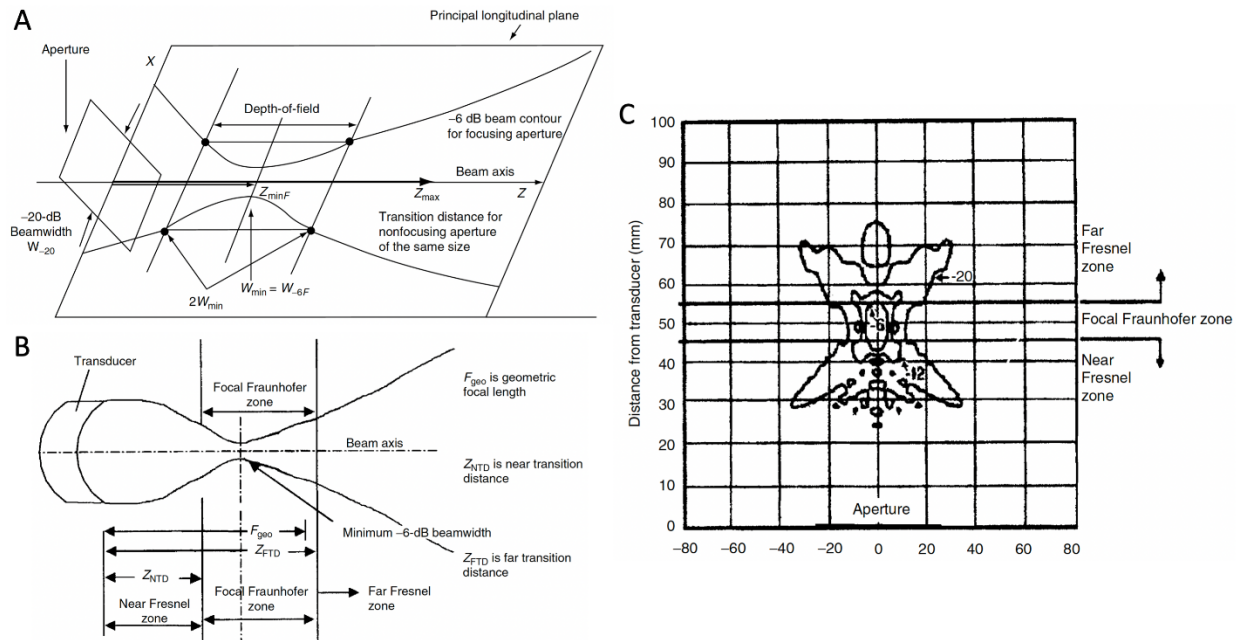 A
Principal longitudinal plane
Aperture
X
Depth-of-field
−6 dB beam contour
for focusing aperture
Z_minF
Z_max
Beam axis
Z
−20-dB
Beamwidth
W_−20
Transition distance for
nonfocusing aperture
of the same size
2W_min
W_min = W_−6F
B
Transducer
Focal Fraunhofer
zone
F_geo is geometric
focal length
Beam axis
Z_NTD is near transition
distance
Minimum −6-dB beamwidth
F_geo
Z_FTD
Z_FTD is far transition
distance
Z_NTD
Near Fresnel
zone
Focal Fraunhofer
zone
Far Fresnel
zone
C
Distance from transducer (mm)
100
90
80
70
60
50
40
30
20
10
0
-20
-6
-12
Far
Fresnel
zone
Focal Fraunhofer zone
Near
Fresnel
zone
Aperture
−80 −60 −40 −20 0 20 40 60 80